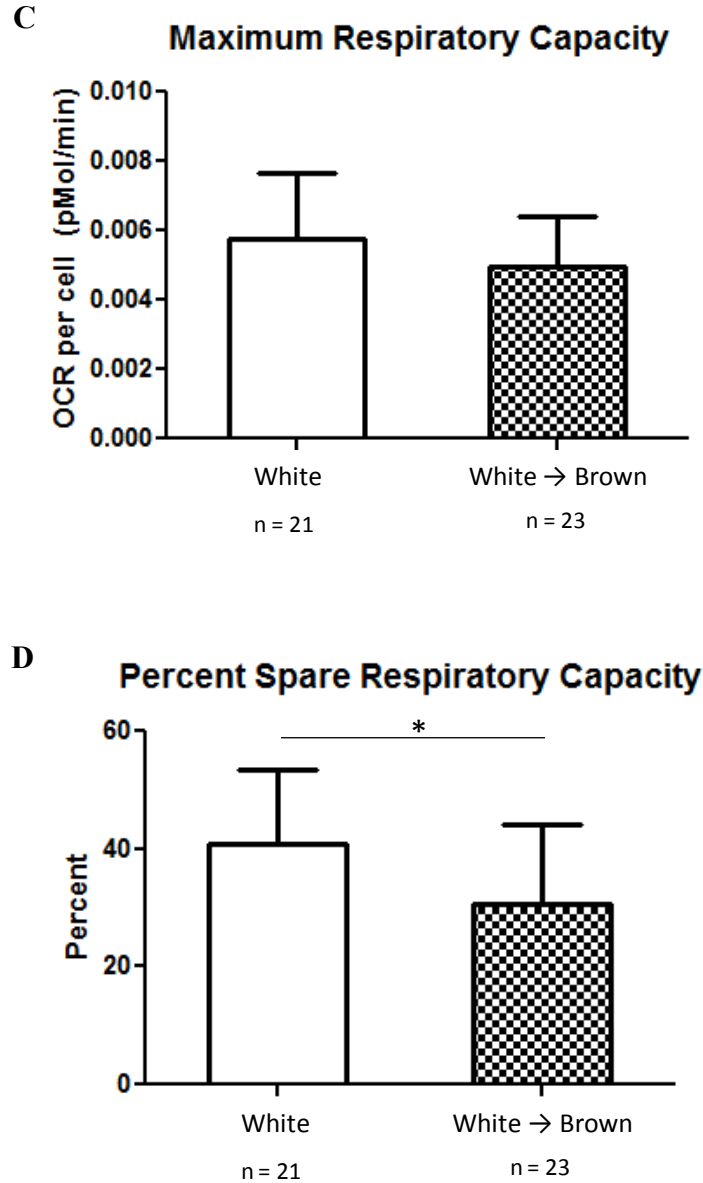 C
Maximum Respiratory Capacity
OCR per cell (pMol/min)
0.010
0.008
0.006
0.004
0.002
0.000
White
White → Brown
n = 21
n = 23
D
Percent Spare Respiratory Capacity
Percent
60
40
20
0
*
White
White → Brown
n = 21
n = 23